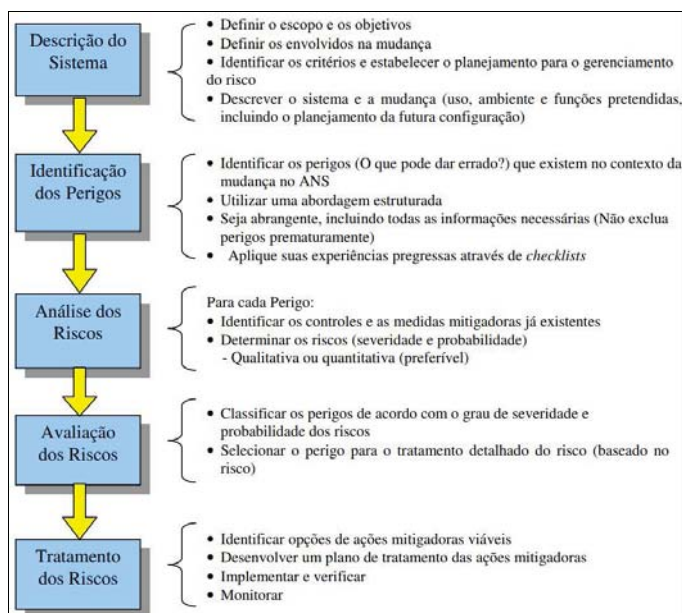 Descrição do
Sistema
• Definir o escopo e os objetivos
• Definir os envolvidos na mudança
• Identificar os critérios e estabelecer o planejamento para o gerenciamento
do risco
• Descrever o sistema e a mudança (uso, ambiente e funções pretendidas,
incluindo o planejamento da futura configuração)
Identificação
dos Perigos
• Identificar os perigos (O que pode dar errado?) que existem no contexto da
mudança no ANS
• Utilizar uma abordagem estruturada
• Seja abrangente, incluindo todas as informações necessárias (Não exclua
perigos prematuramente)
• Aplique suas experiências pregressas através de checklists
Análise dos
Riscos
Para cada Perigo:
• Identificar os controles e as medidas mitigadoras já existentes
• Determinar os riscos (severidade e probabilidade)
- Qualitativa ou quantitativa (preferível)
Avaliação
dos Riscos
• Classificar os perigos de acordo com o grau de severidade e
probabilidade dos riscos
• Selecionar o perigo para o tratamento detalhado do risco (baseado no
risco)
Tratamento
dos Riscos
• Identificar opções de ações mitigadoras viáveis
• Desenvolver um plano de tratamento das ações mitigadoras
• Implementar e verificar
• Monitorar